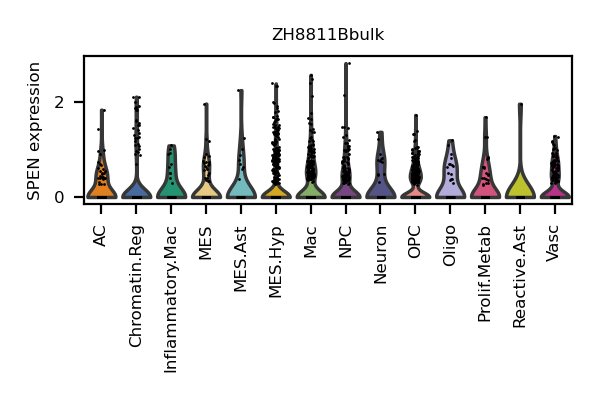 ZH8811Bbulk
SPEN expression
2
0
AC
Chromatin.Reg
Inflammatory.Mac
MES
MES.Ast
MES.Hyp
Mac
NPC
Neuron
OPC
Oligo
Prolif.Metab
Reactive.Ast
Vasc